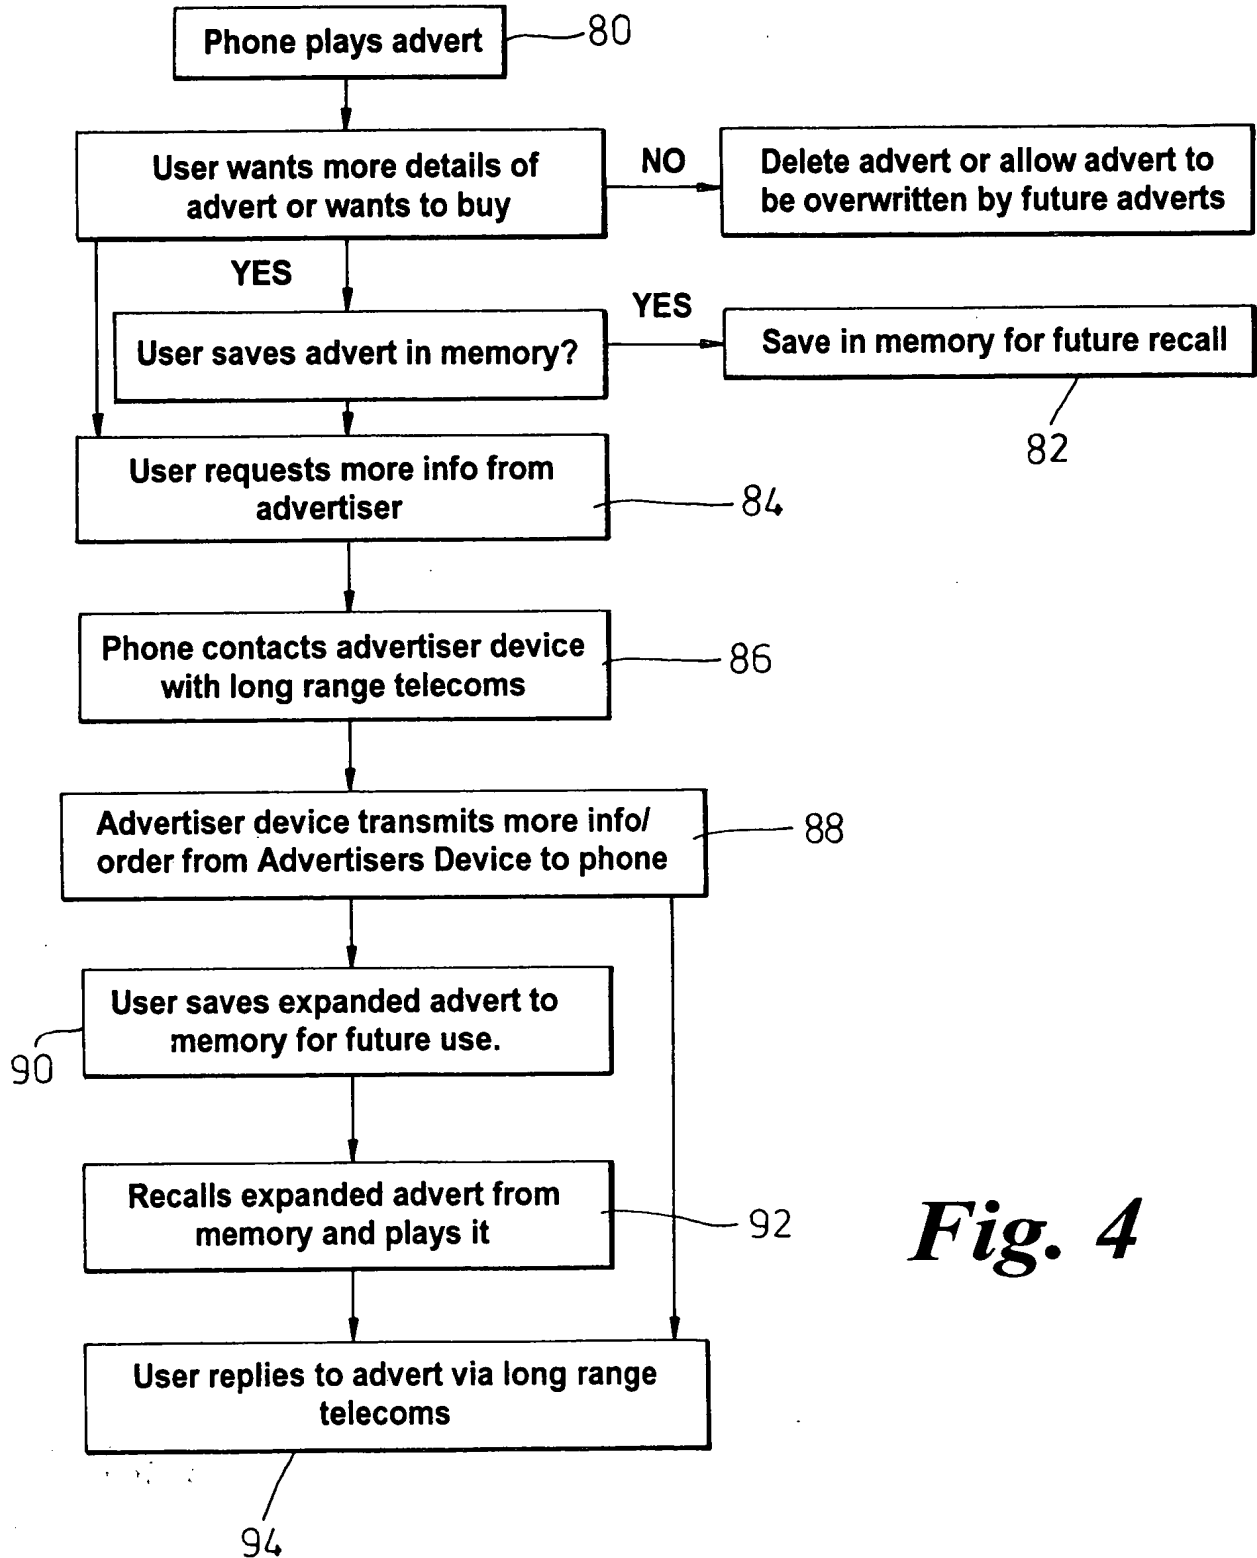 Phone plays advert
80
User wants more details of
advert or wants to buy
NO
Delete advert or allow advert to
be overwritten by future adverts
YES
User saves advert in memory?
YES
Save in memory for future recall
82
User requests more info from
advertiser
84
Phone contacts advertiser device
with long range telecoms
86
Advertiser device transmits more info/
order from Advertisers Device to phone
88
User saves expanded advert to
memory for future use.
90
Recalls expanded advert from
memory and plays it
92
Fig. 4
User replies to advert via long range
telecoms
94